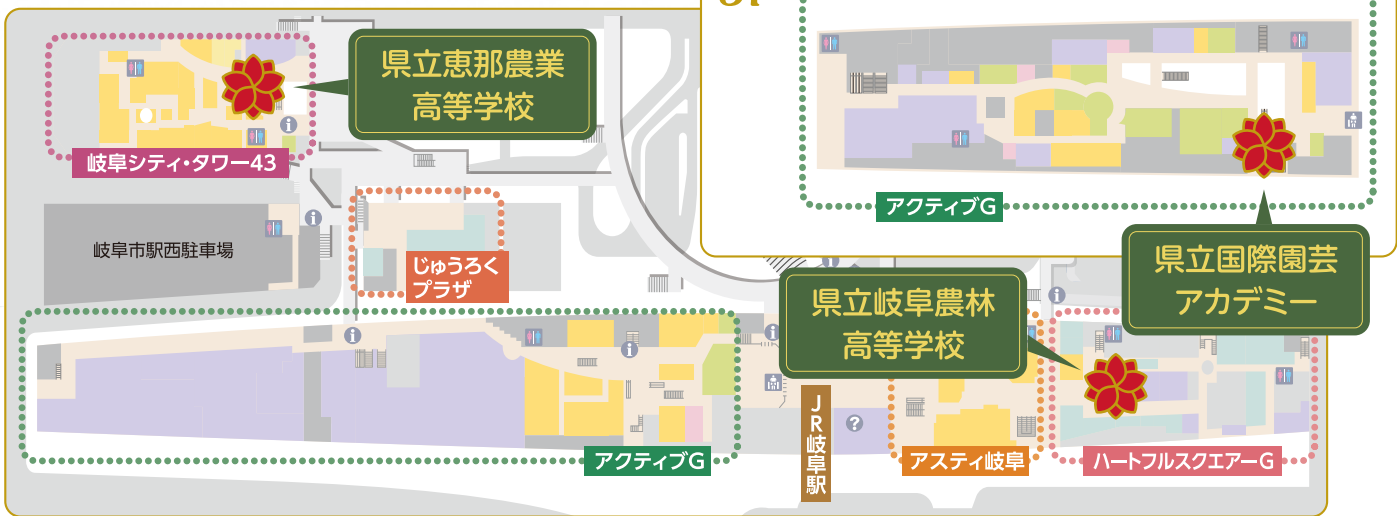 県立恵那農業
高等学校
岐阜シティ・タワー43
岐阜市駅西駐車場
じゅうろく
プラザ
アクティブG
県立国際園芸
アカデミー
県立岐阜農林
高等学校
アクティブG
JR岐阜駅
?
アスティ岐阜
ハートフルスクエアーG